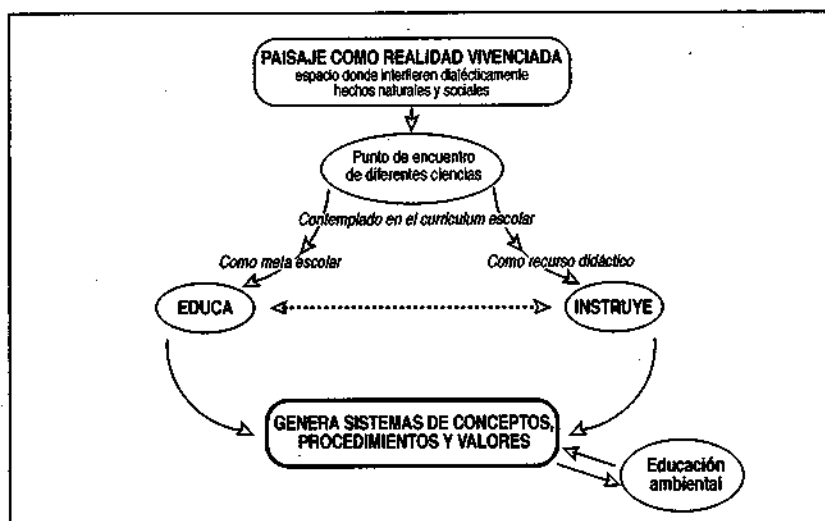 PAISAJE COMO REALIDAD VIVENCIADA
espacio donde interfieren dialécticamente
hechos naturales y sociales
Punto de encuentro
de diferentes ciencias
Contemplado en el curriculum escolar
Como meta escolar
Como recurso didáctico
EDUCA
INSTRUYE
GENERA SISTEMAS DE CONCEPTOS,
PROCEDIMIENTOS Y VALORES
Educación
ambiental